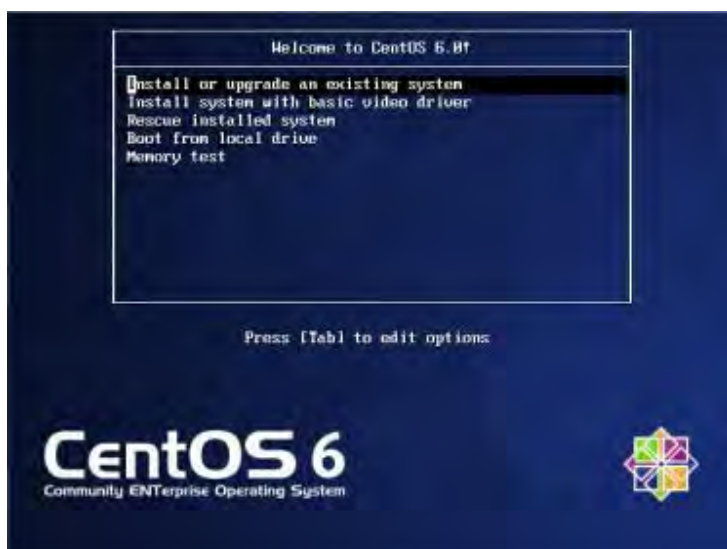 Welcome to CentOS 6.0!
Install or upgrade an existing system
Install system with basic video driver
Rescue installed system
Boot from local drive
Memory test
Press [Tab] to edit options
CentOS 6
Community ENTerprise Operating System